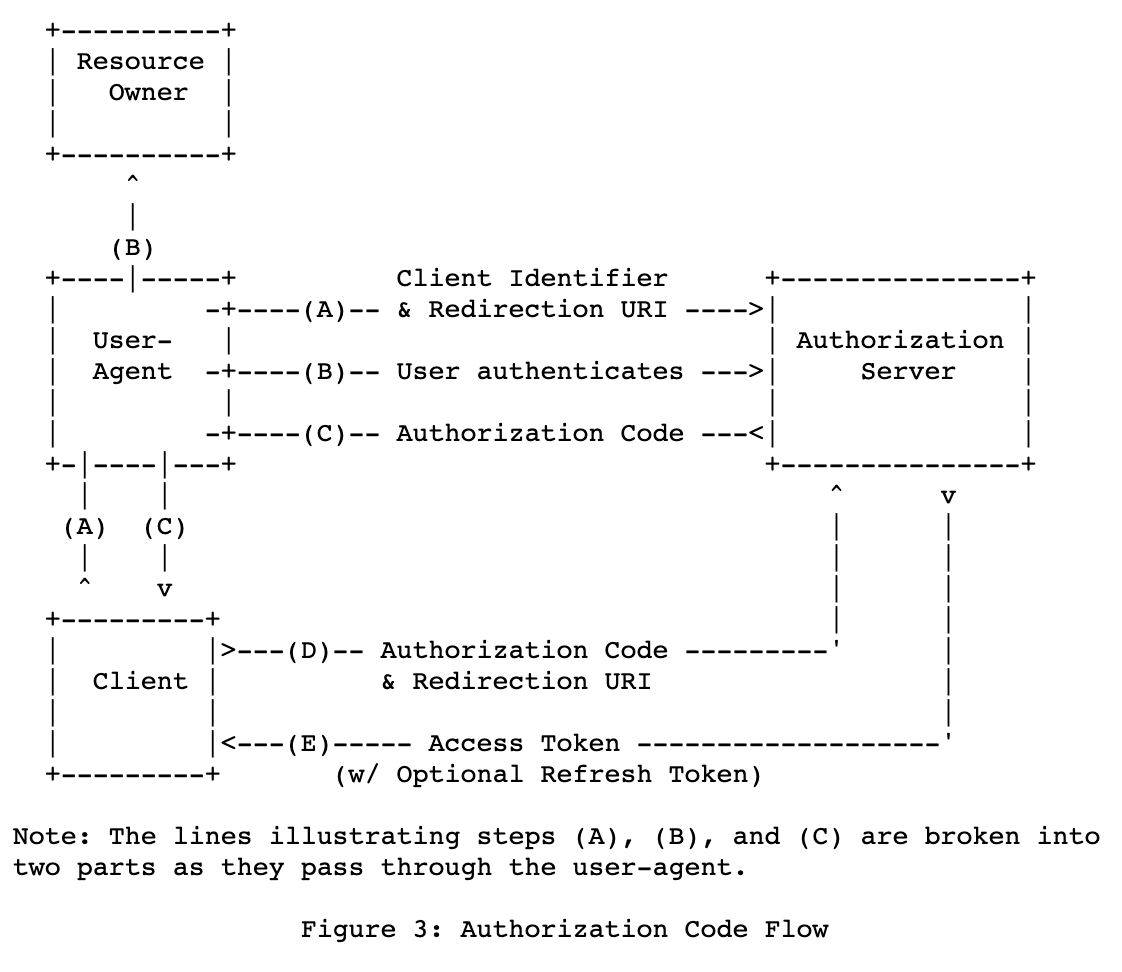 +----------+
| Resource |
|   Owner  |
|          |
+----------+
     ^
     |
    (B)
+----|-----+          Client Identifier      +---------------+
|         -+----(A)-- & Redirection URI ---->|               |
|  User-   |                                 | Authorization |
|  Agent  -+----(B)-- User authenticates --->|     Server    |
|          |                                 |               |
|         -+----(C)-- Authorization Code ---<|               |
+-|----|---+                                 +---------------+
  |    |                                         ^      v
 (A)  (C)                                        |      |
  |    |                                         |      |
  ^    v                                         |      |
+---------+                                      |      |
|         |>---(D)-- Authorization Code ---------'      |
|  Client |          & Redirection URI                  |
|         |                                             |
|         |<---(E)----- Access Token -------------------'
+---------+       (w/ Optional Refresh Token)
Note: The lines illustrating steps (A), (B), and (C) are broken into
two parts as they pass through the user-agent.
Figure 3: Authorization Code Flow